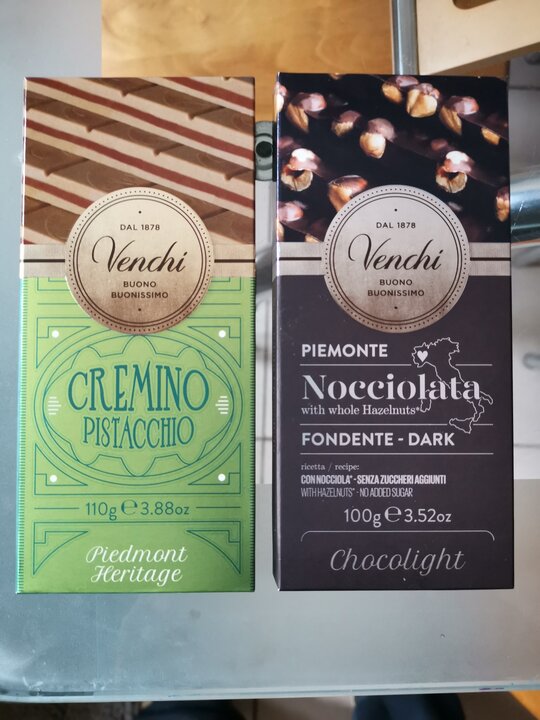 DAL 1878
Venchi
BUONO
BUONISSIMO
CREMINO
PISTACCHIO
110g e 3.88oz
Piedmont
Heritage
DAL 1878
Venchi
BUONO
BUONISSIMO
PIEMONTE
Nocciolata
with whole Hazelnuts*
FONDENTE - DARK
ricetta / recipe:
CON NOCCIOLA* - SENZA ZUCCHERI AGGIUNTI
WITH HAZELNUTS* - NO ADDED SUGAR
100g e 3.52oz
Chocolight